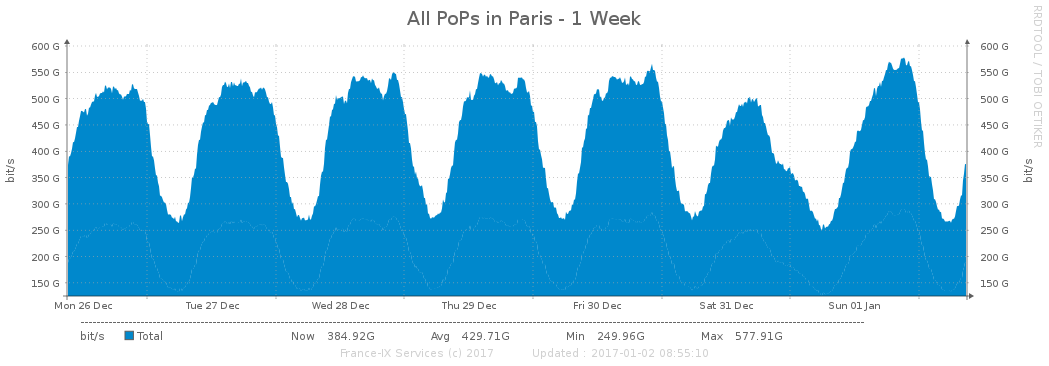 All PoPs in Paris - 1 Week
RRDTOOL / TOBI OETIKER
600 G 600 G
550 G 550 G
500 G 500 G
450 G 450 G
400 G 400 G
350 G 350 G
300 G 300 G
250 G 250 G
200 G 200 G
150 G 150 G
bit/s
bit/s
Mon 26 Dec Tue 27 Dec Wed 28 Dec Thu 29 Dec Fri 30 Dec Sat 31 Dec Sun 01 Jan
bit/s Total Now 384.92G Avg 429.71G Min 249.96G Max 577.91G
France-IX Services (c) 2017 Updated : 2017-01-02 08:55:10